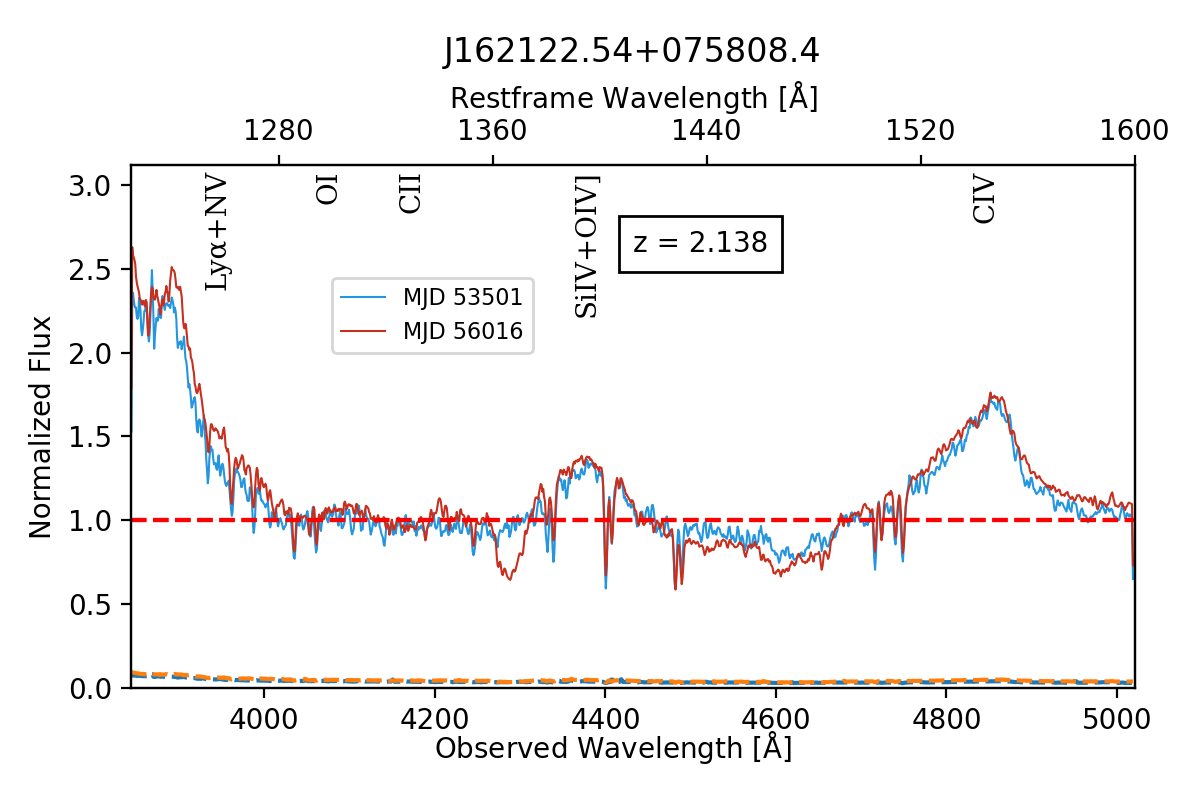 J162122.54+075808.4
Restframe Wavelength [Å]
1280 1360 1440 1520 1600
Normalized Flux
3.0
2.5
2.0
1.5
1.0
0.5
0.0
Lyα+NV
OI
CII
SiIV+OIV]
CIV
z = 2.138
MJD 53501
MJD 56016
4000 4200 4400 4600 4800 5000
Observed Wavelength [Å]